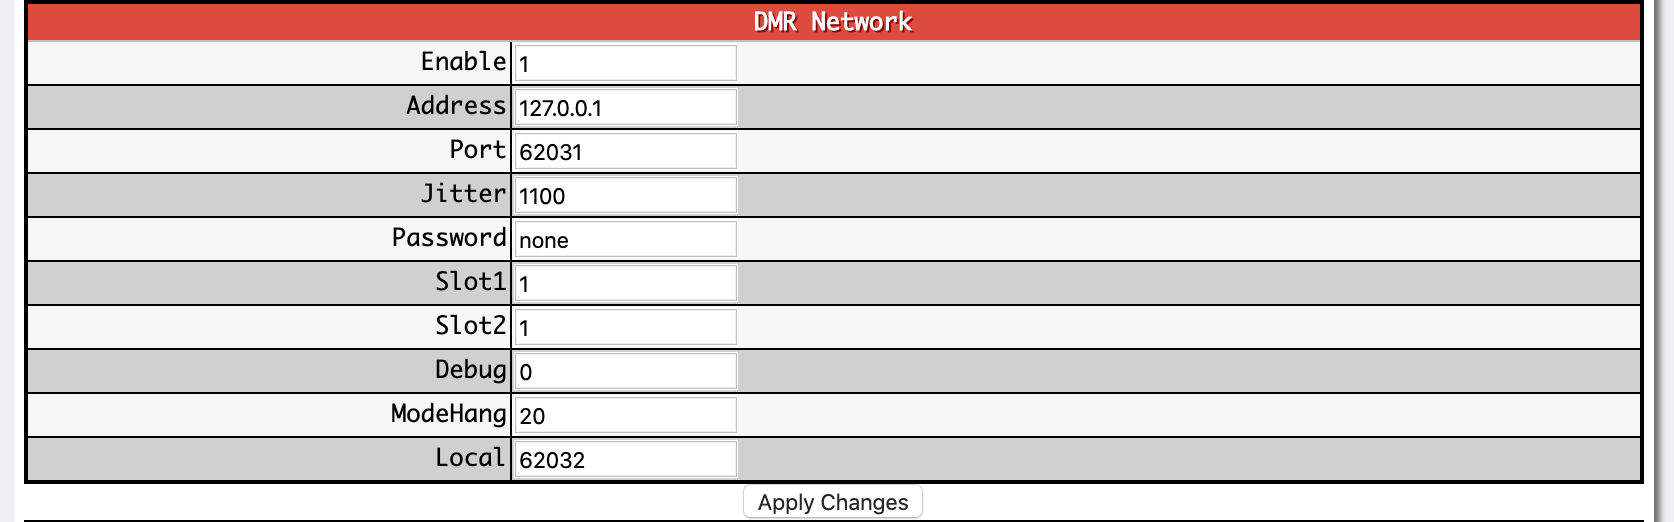 DMR Network
Enable 1
Address 127.0.0.1
Port 62031
Jitter 1100
Password none
Slot1 1
Slot2 1
Debug 0
ModeHang 20
Local 62032
Apply Changes